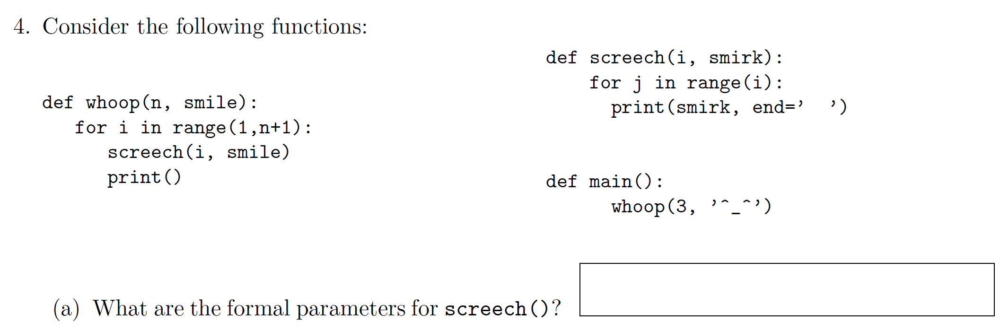 4. Consider the following functions:
def whoop(n, smile):
   for i in range(1,n+1):
      screech(i, smile)
      print()
def screech(i, smirk):
    for j in range(i):
      print(smirk, end=’  ’)
def main():
      whoop(3, ’^_^’)
(a) What are the formal parameters for screech()?